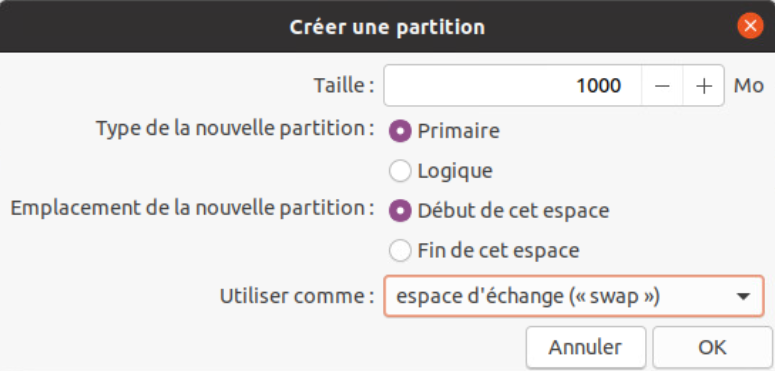 Créer une partition
Taille : 1000 Mo
Type de la nouvelle partition : Primaire
Logique
Emplacement de la nouvelle partition : Début de cet espace
Fin de cet espace
Utiliser comme : espace d'échange (« swap »)
Annuler OK